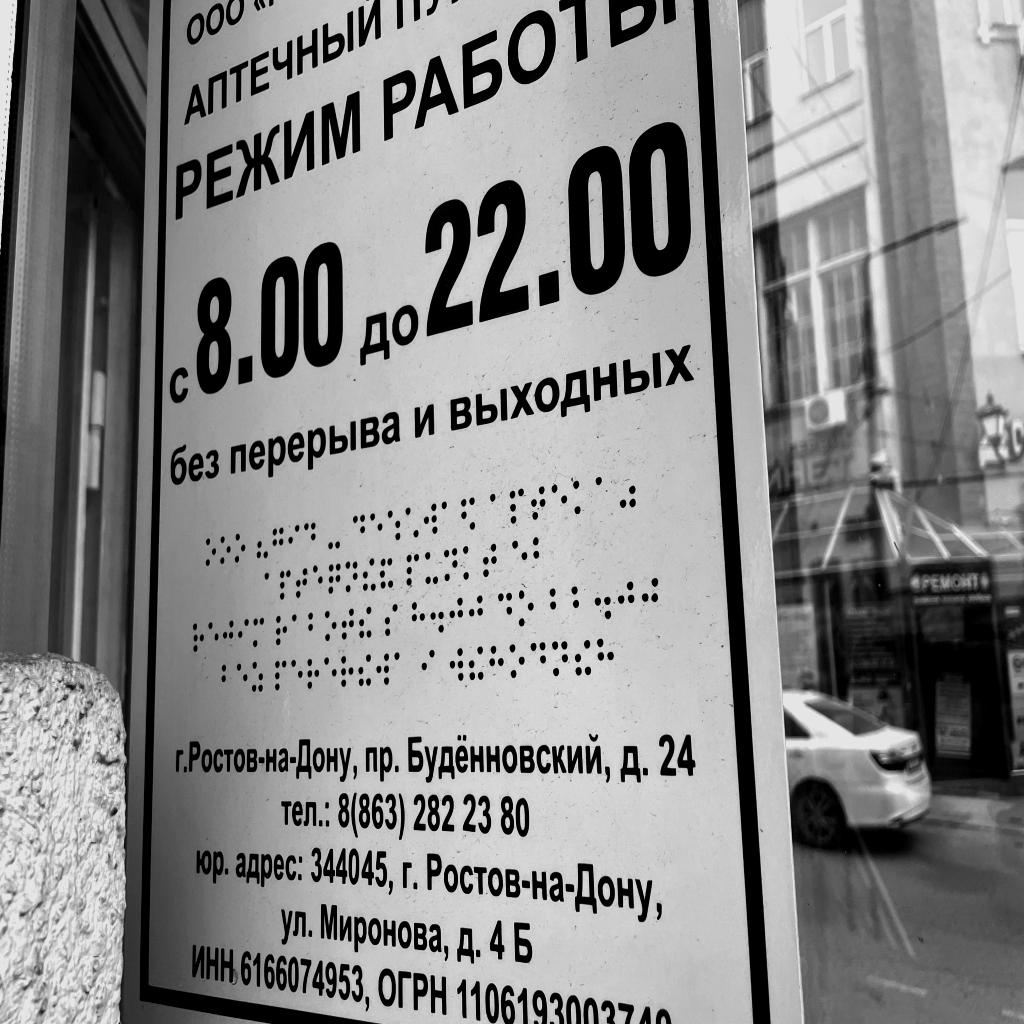 ООО
АПТЕЧНЫЙ
РЕЖИМ РАБОТЫ
с 8.00 до 22.00
без перерыва и выходных
г.Ростов-на-Дону, пр. Будённовский, д. 24
тел.: 8(863) 282 23 80
юр. адрес: 344045, г. Ростов-на-Дону,
ул. Миронова, д. 4 Б
ИНН 6166074953, ОГРН 1106193003740
РЕМОНТ